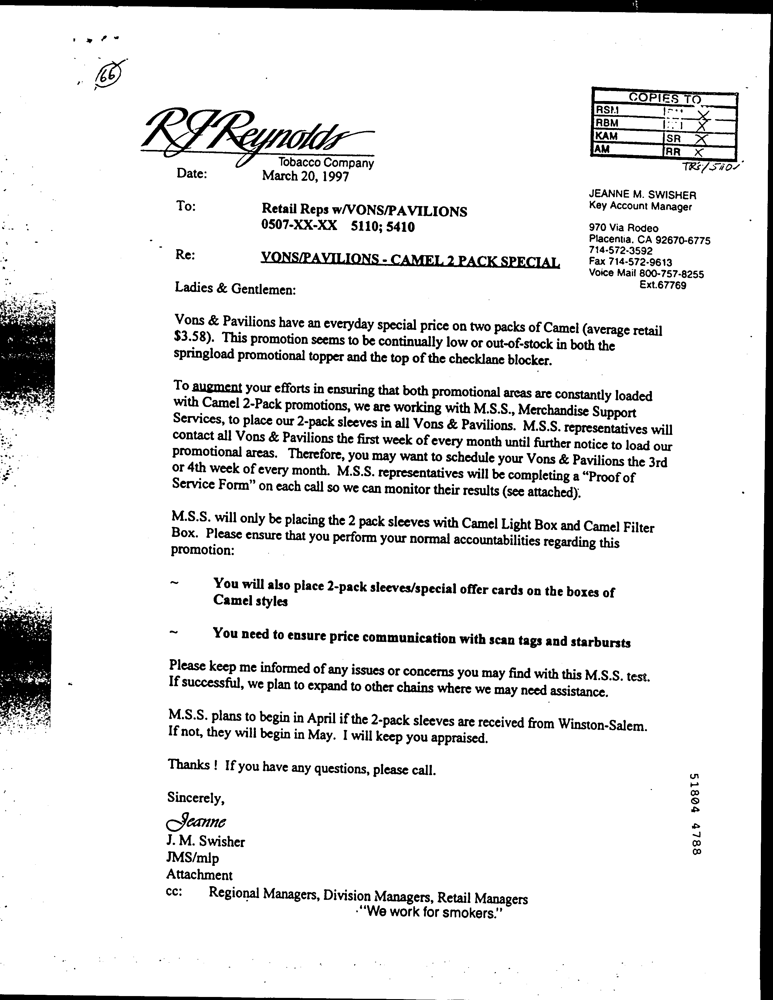 166
RJReynolds
Tobacco Company
COPIES TO
RSM
RBM X
KAM SR X
AM RR X
Date: March 20, 1997
JEANNE M. SWISHER
Key Account Manager
970 Via Rodeo
Placentia, CA 92670-6775
714-572-3592
Fax 714-572-9613
Voice Mail 800-757-8255
Ext.67769
To: Retail Reps w/VONS/PAVILIONS
0507-XX-XX 5110; 5410
Re: VONS/PAVILIONS - CAMEL 2 PACK SPECIAL
Ladies & Gentlemen:
Vons & Pavilions have an everyday special price on two packs of Camel (average retail
$3.58). This promotion seems to be continually low or out-of-stock in both the
springload promotional topper and the top of the checklane blocker.
To augment your efforts in ensuring that both promotional areas are constantly loaded
with Camel 2-Pack promotions, we are working with M.S.S., Merchandise Support
Services, to place our 2-pack sleeves in all Vons & Pavilions. M.S.S. representatives will
contact all Vons & Pavilions the first week of every month until further notice to load our
promotional areas. Therefore, you may want to schedule your Vons & Pavilions the 3rd
or 4th week of every month. M.S.S. representatives will be completing a "Proof of
Service Form" on each call so we can monitor their results (see attached).
M.S.S. will only be placing the 2 pack sleeves with Camel Light Box and Camel Filter
Box. Please ensure that you perform your normal accountabilities regarding this
promotion:
~ You will also place 2-pack sleeves/special offer cards on the boxes of
Camel styles
~ You need to ensure price communication with scan tags and starbursts
Please keep me informed of any issues or concerns you may find with this M.S.S. test.
If successful, we plan to expand to other chains where we may need assistance.
M.S.S. plans to begin in April if the 2-pack sleeves are received from Winston-Salem.
If not, they will begin in May. I will keep you appraised.
Thanks ! If you have any questions, please call.
Sincerely,
Jeanne
J. M. Swisher
JMS/mlp
Attachment
cc: Regional Managers, Division Managers, Retail Managers
"We work for smokers."
51804 4788